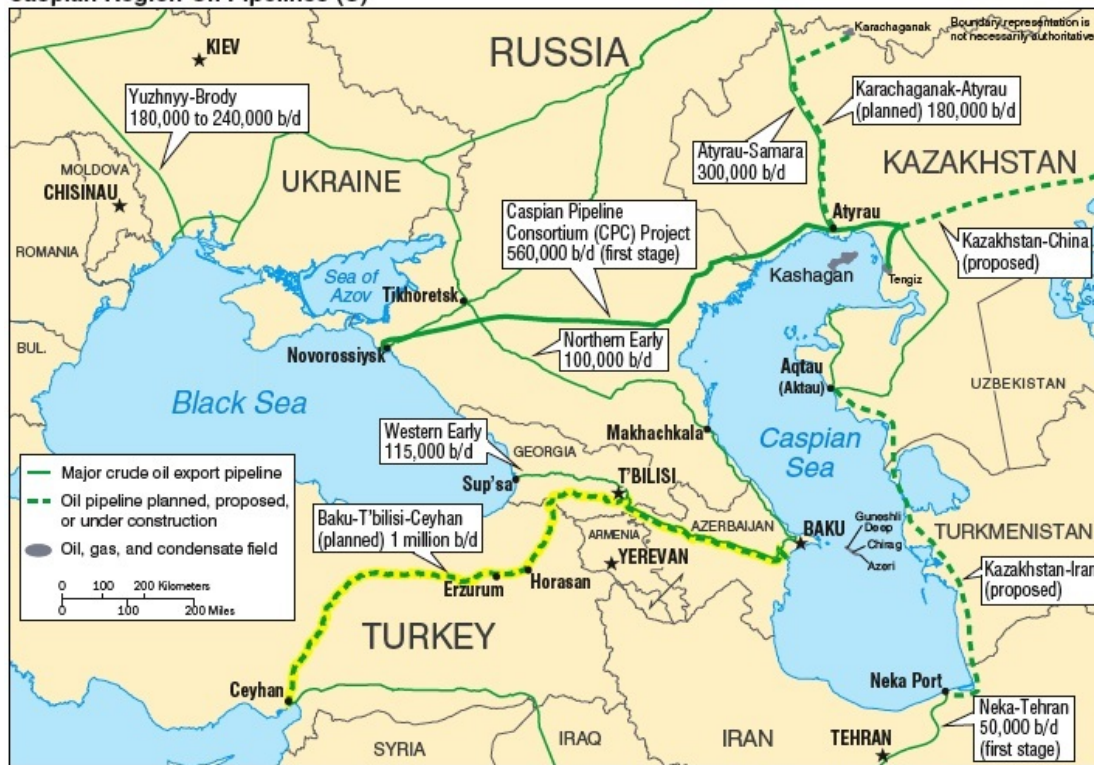 Caspian Region Oil Pipelines (U)
Karachaganak
Boundary representation is
not necessarily authoritative.
KIEV
RUSSIA
Yuzhnyy-Brody
180,000 to 240,000 b/d
Karachaganak-Atyrau
(planned) 180,000 b/d
Atyrau-Samara
300,000 b/d
MOLDOVA
CHISINAU
UKRAINE
KAZAKHSTAN
Caspian Pipeline
Consortium (CPC) Project
560,000 b/d (first stage)
Atyrau
ROMANIA
Kazakhstan-China
(proposed)
Sea of
Azov
Kashagan
Tengiz
Tikhoretsk
BUL.
Novorossiysk
Northern Early
100,000 b/d
Aqtau
(Aktau)
UZBEKISTAN
Black Sea
Western Early
115,000 b/d
Makhachkala
Caspian
Sea
GEORGIA
Major crude oil export pipeline
Oil pipeline planned, proposed,
or under construction
Oil, gas, and condensate field
0 100 200 Kilometers
0 100 200 Miles
Sup'sa
T'BILISI
Baku-T'bilisi-Ceyhan
(planned) 1 million b/d
ARMENIA
AZERBAIJAN
BAKU
Guneshli
Deep
Chirag
Azeri
TURKMENISTAN
YEREVAN
Erzurum
Horasan
Kazakhstan-Iran
(proposed)
TURKEY
Ceyhan
Neka Port
Neka-Tehran
50,000 b/d
(first stage)
SYRIA
IRAQ
IRAN
TEHRAN